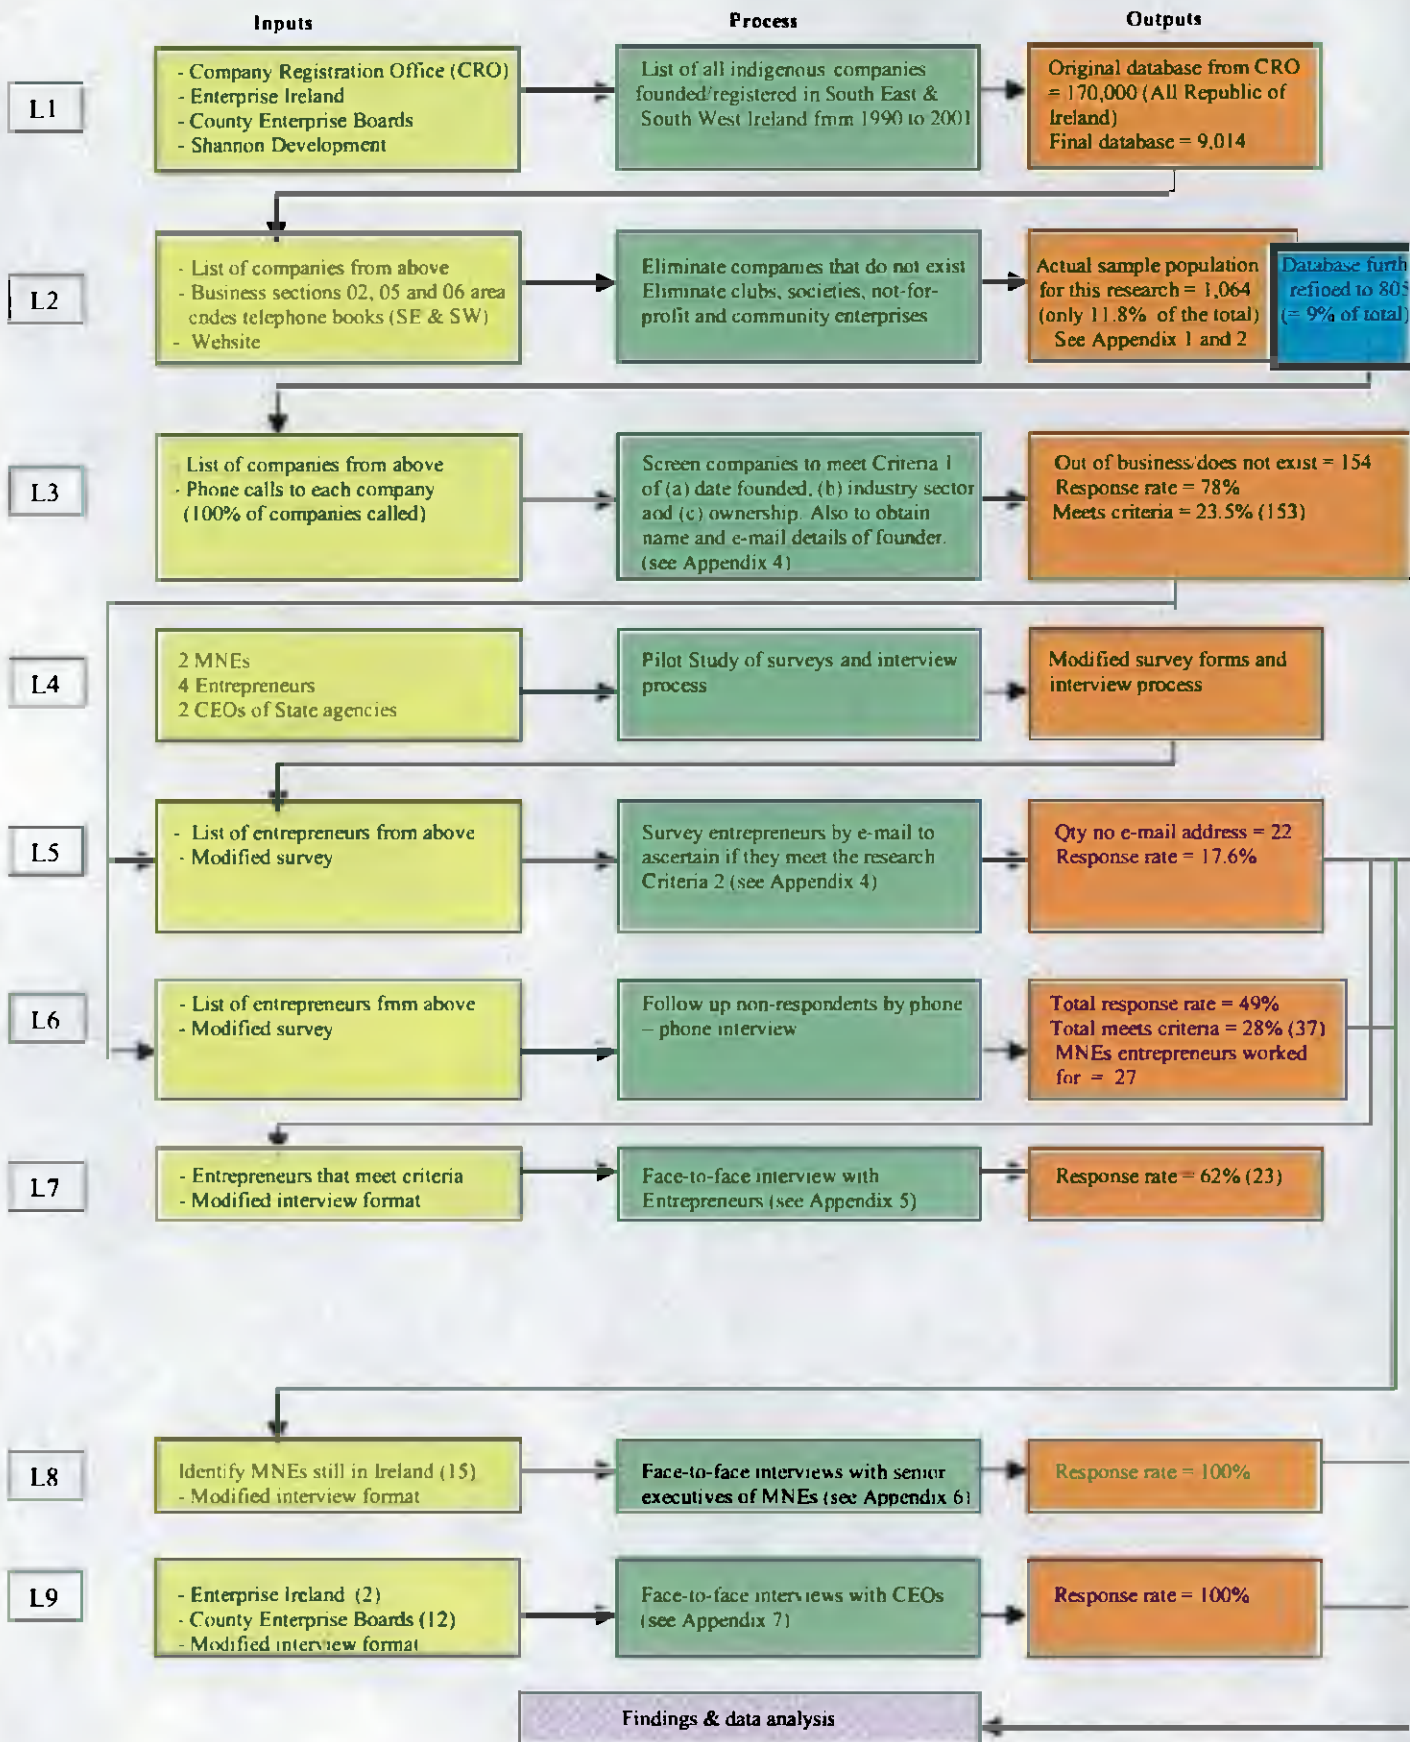 Inputs
Process
Outputs
L1
- Company Registration Office (CRO)
- Enterprise Ireland
- County Enterprise Boards
- Shannon Development
List of all indigenous companies
founded/registered in South East &
South West Ireland from 1990 to 2001
Original database from CRO
= 170,000 (All Republic of
Ireland)
Final database = 9,014
L2
- List of companies from above
- Business sections 02, 05 and 06 area
codes telephone books (SE & SW)
- Website
Eliminate companies that do not exist
Eliminate clubs, societies, not-for-
profit and community enterprises
Actual sample population
for this research = 1,064
(only 11.8% of the total)
See Appendix 1 and 2
Database furth
refined to 805
(= 9% of total)
L3
- List of companies from above
- Phone calls to each company
(100% of companies called)
Screen companies to meet Criteria 1
of (a) date founded, (b) industry sector
and (c) ownership. Also to obtain
name and e-mail details of founder.
(see Appendix 4)
Out of business/does not exist = 154
Response rate = 78%
Meets criteria = 23.5% (153)
L4
2 MNEs
4 Entrepreneurs
2 CEOs of State agencies
Pilot Study of surveys and interview
process
Modified survey forms and
interview process
L5
- List of entrepreneurs from above
- Modified survey
Survey entrepreneurs by e-mail to
ascertain if they meet the research
Criteria 2 (see Appendix 4)
Qty no e-mail address = 22
Response rate = 17.6%
L6
- List of entrepreneurs from above
- Modified survey
Follow up non-respondents by phone
– phone interview
Total response rate = 49%
Total meets criteria = 28% (37)
MNEs entrepreneurs worked
for = 27
L7
- Entrepreneurs that meet criteria
- Modified interview format
Face-to-face interview with
Entrepreneurs (see Appendix 5)
Response rate = 62% (23)
L8
Identify MNEs still in Ireland (15)
- Modified interview format
Face-to-face interviews with senior
executives of MNEs (see Appendix 6)
Response rate = 100%
L9
- Enterprise Ireland (2)
- County Enterprise Boards (12)
- Modified interview format
Face-to-face interviews with CEOs
(see Appendix 7)
Response rate = 100%
Findings & data analysis